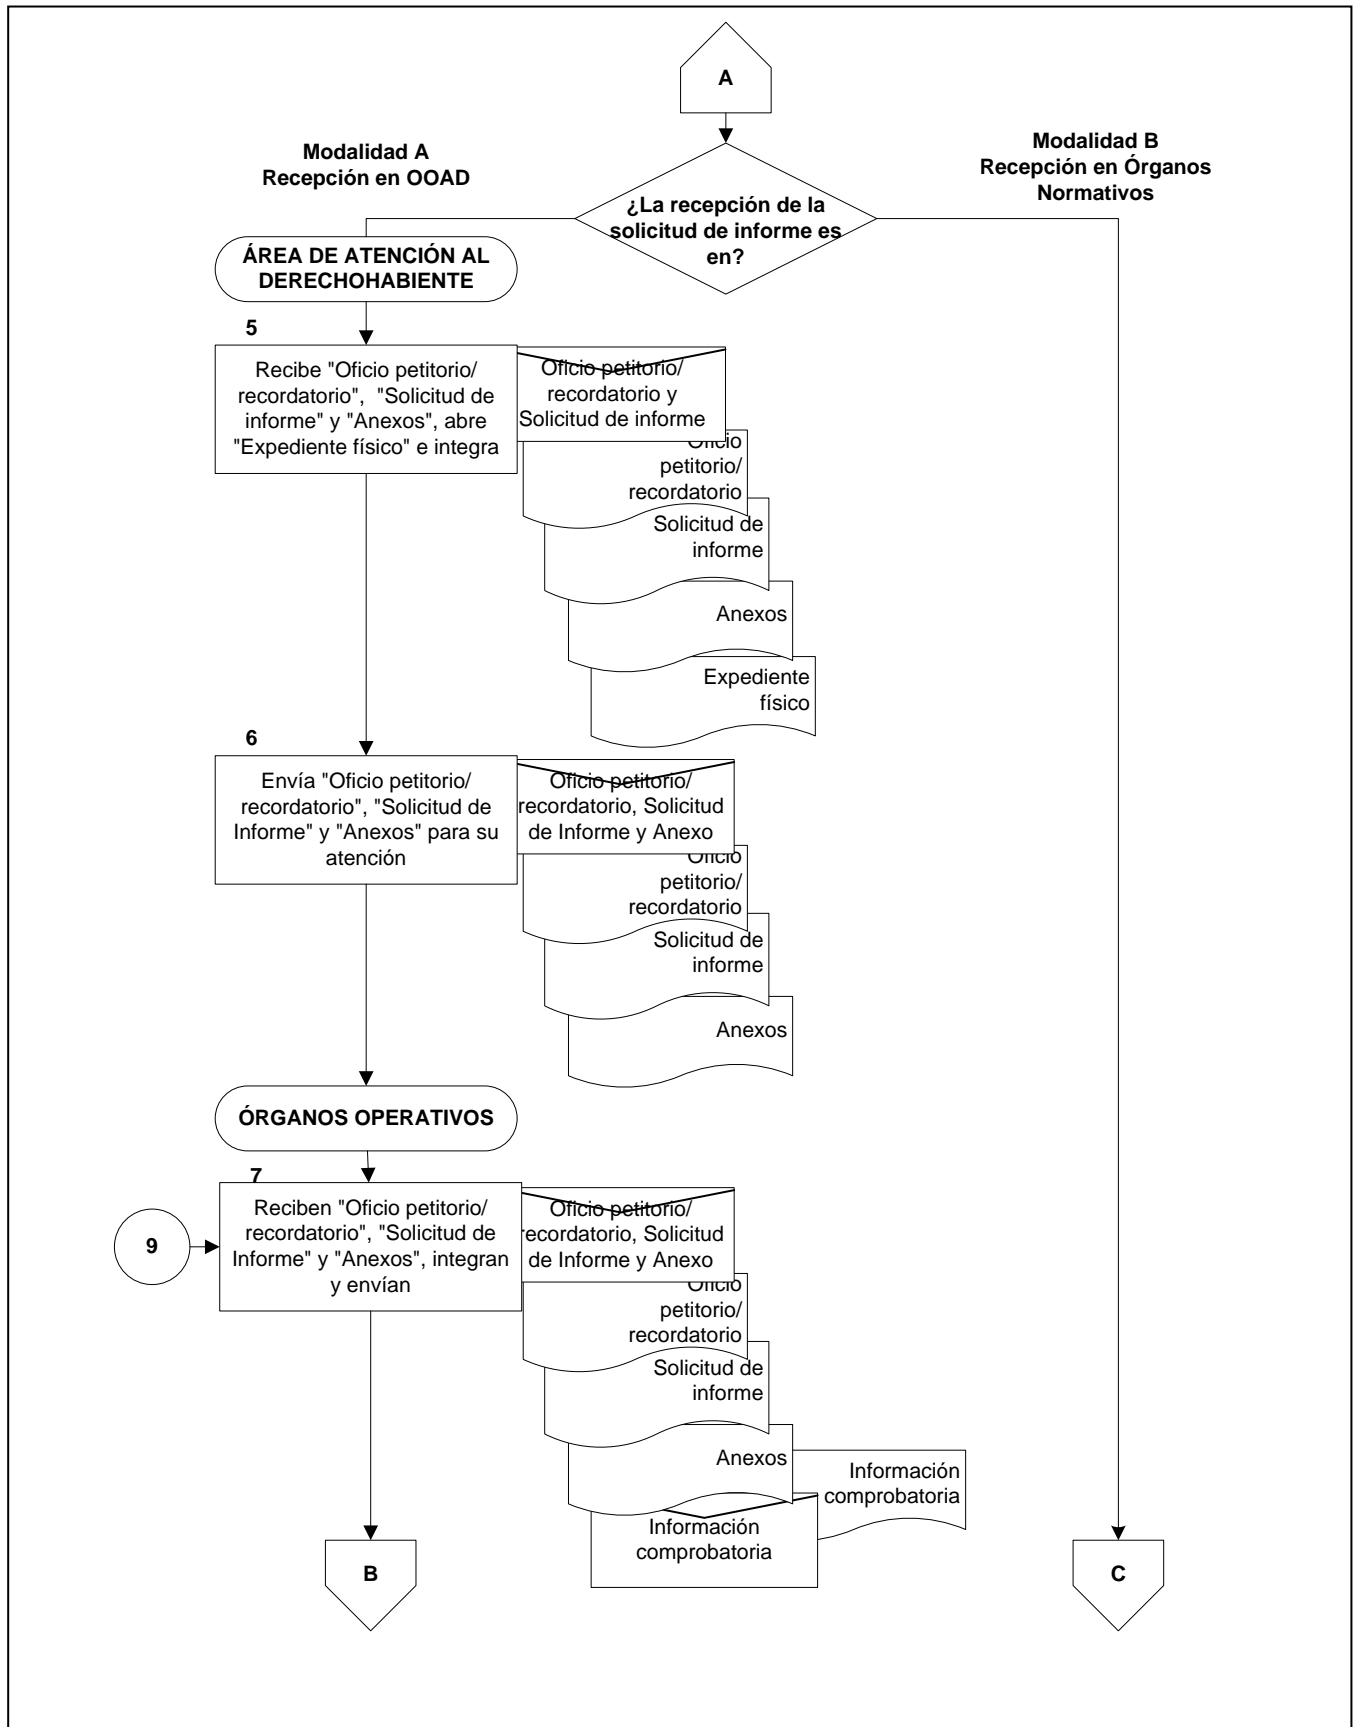 A
Modalidad A
Recepción en OOAD
Modalidad B
Recepción en Órganos
Normativos
¿La recepción de la
solicitud de informe es
en?
ÁREA DE ATENCIÓN AL
DERECHOHABIENTE
5
Recibe "Oficio petitorio/
recordatorio", "Solicitud de
informe" y "Anexos", abre
"Expediente físico" e integra
Oficio petitorio/
recordatorio y
Solicitud de informe
Oficio
petitorio/
recordatorio
Solicitud de
informe
Anexos
Expediente
físico
6
Envía "Oficio petitorio/
recordatorio", "Solicitud de
Informe" y "Anexos" para su
atención
Oficio petitorio/
recordatorio, Solicitud
de Informe y Anexo
Oficio
petitorio/
recordatorio
Solicitud de
informe
Anexos
ÓRGANOS OPERATIVOS
7
9
Reciben "Oficio petitorio/
recordatorio", "Solicitud de
Informe" y "Anexos", integran
y envían
Oficio petitorio/
recordatorio, Solicitud
de Informe y Anexo
Oficio
petitorio/
recordatorio
Solicitud de
informe
Anexos
Información
comprobatoria
Información
comprobatoria
B
C